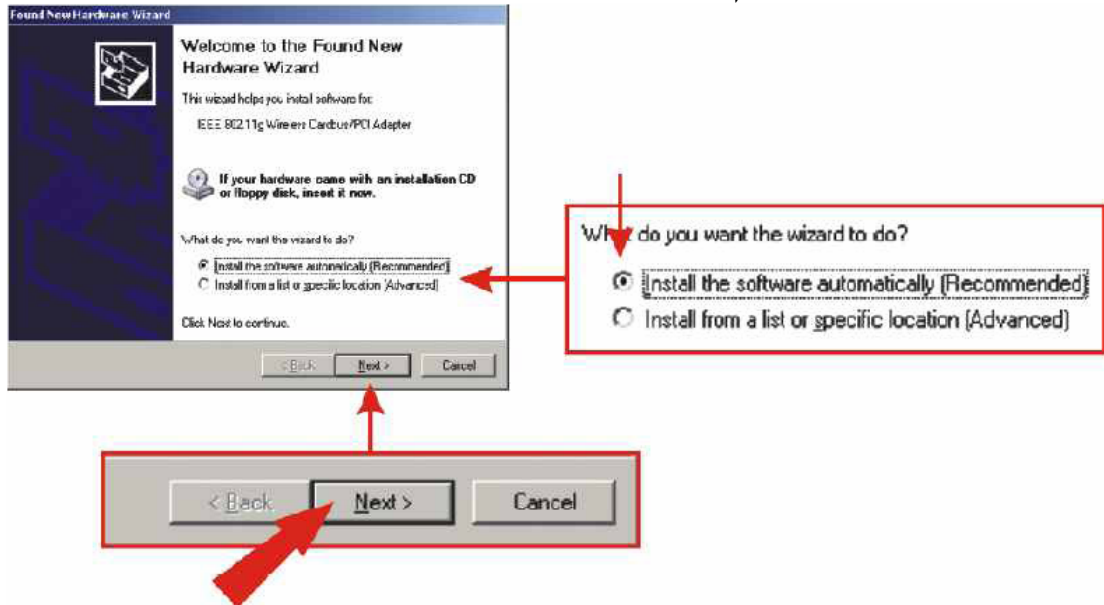 Found New Hardware Wizard
Welcome to the Found New
Hardware Wizard
This wizard helps you install software for:
IEEE 802.11g Wireless Cardbus/PCI Adapter
If your hardware came with an installation CD
or floppy disk, insert it now.
What do you want the wizard to do?
Install the software automatically (Recommended)
Install from a list or specific location (Advanced)
Click Next to continue.
< Back
Next >
Cancel
What do you want the wizard to do?
Install the software automatically (Recommended)
Install from a list or specific location (Advanced)
< Back
Next >
Cancel